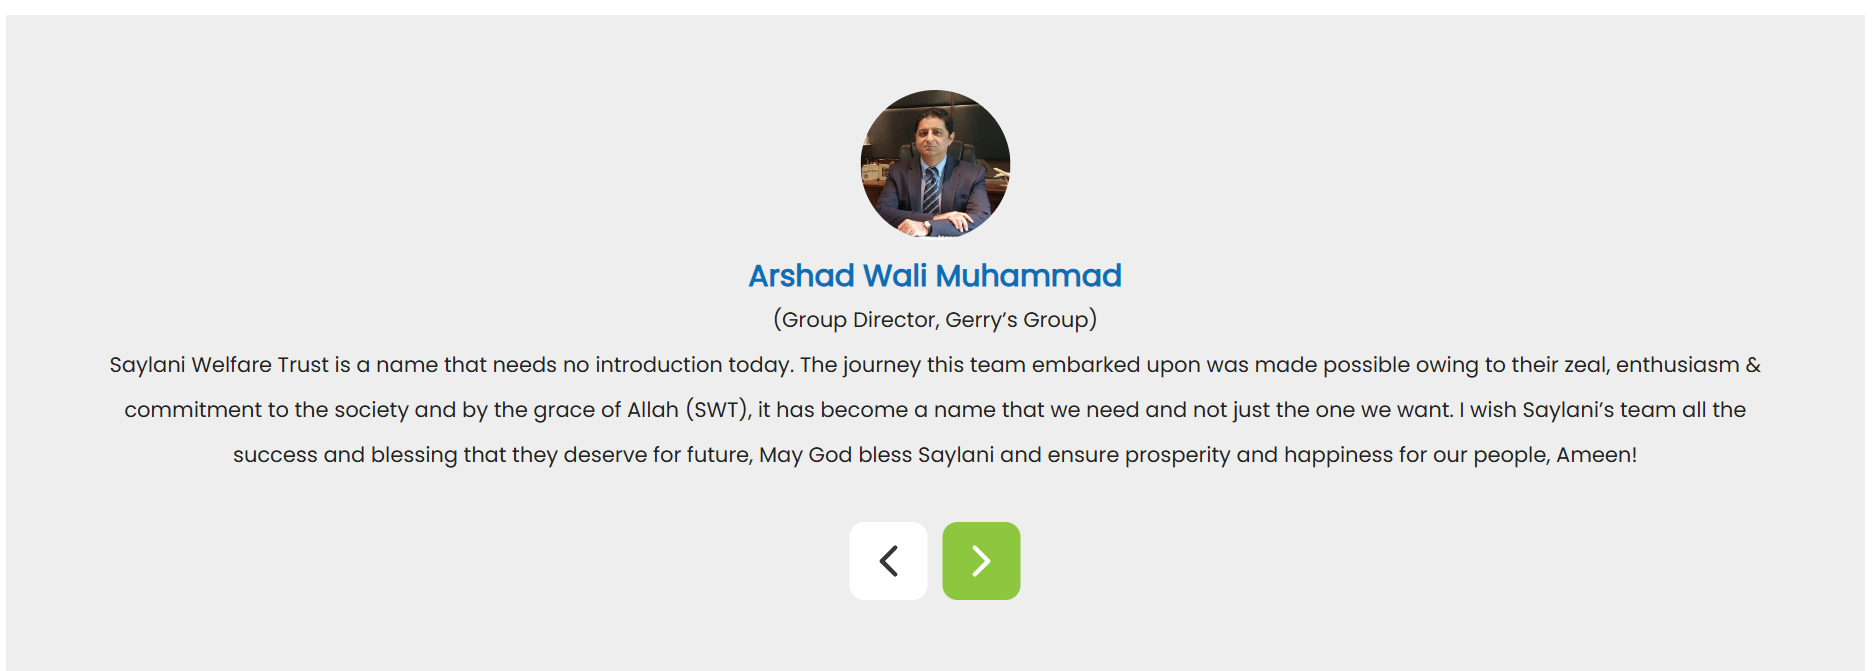 Arshad Wali Muhammad
(Group Director, Gerry’s Group)
Saylani Welfare Trust is a name that needs no introduction today. The journey this team embarked upon was made possible owing to their zeal, enthusiasm &
commitment to the society and by the grace of Allah (SWT), it has become a name that we need and not just the one we want. I wish Saylani’s team all the
success and blessing that they deserve for future, May God bless Saylani and ensure prosperity and happiness for our people, Ameen!